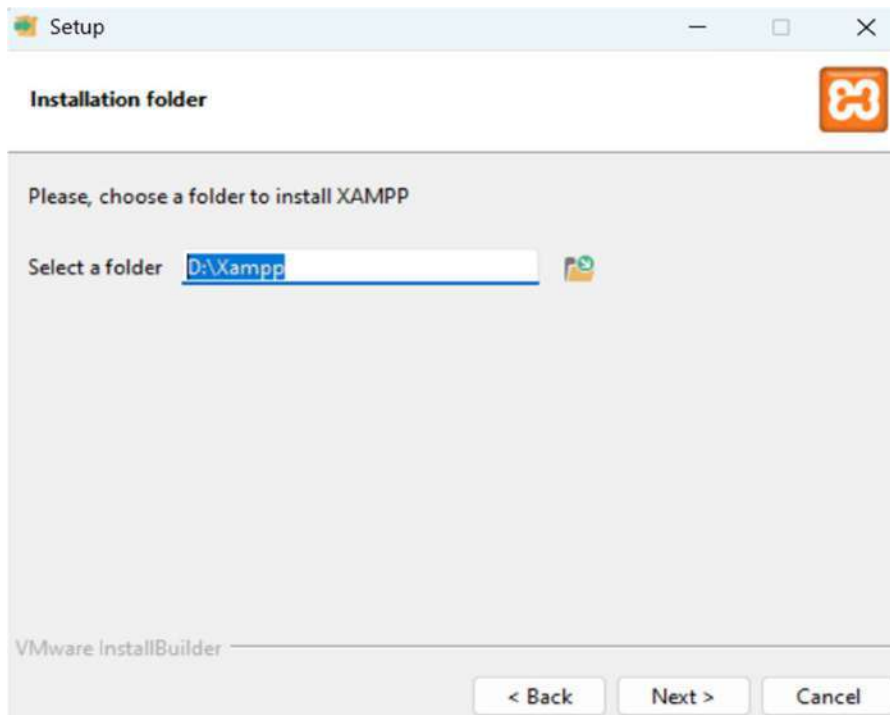 Setup
Installation folder
Please, choose a folder to install XAMPP
Select a folder D:\Xampp
VMware InstallBuilder
< Back Next > Cancel